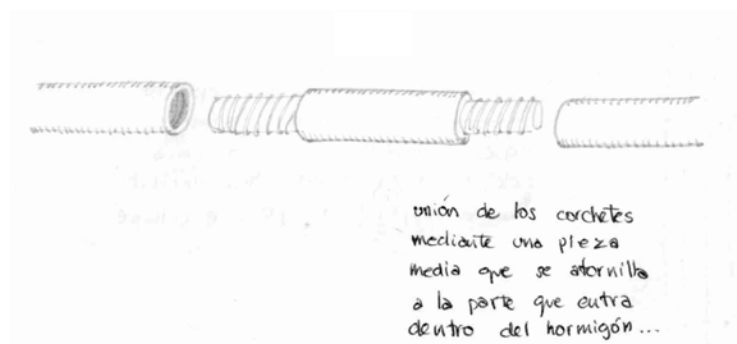 unión de los corchetes
mediante una pieza
media que se atornilla
a la parte que entra
dentro del hormigón...